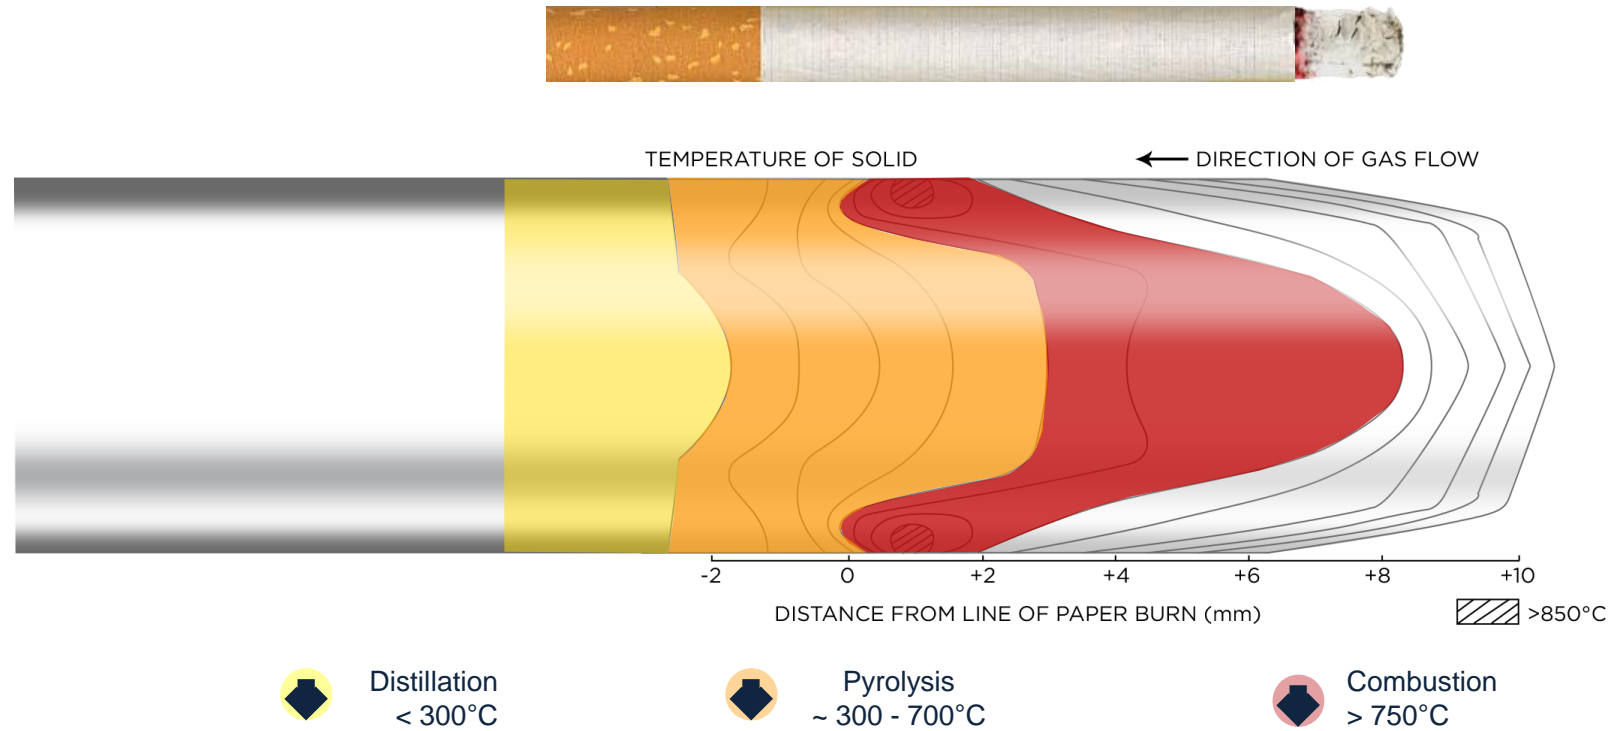 TEMPERATURE OF SOLID
DIRECTION OF GAS FLOW
-2 0 +2 +4 +6 +8 +10
DISTANCE FROM LINE OF PAPER BURN (mm)
>850°C
Distillation
< 300°C
Pyrolysis
~ 300 - 700°C
Combustion
> 750°C